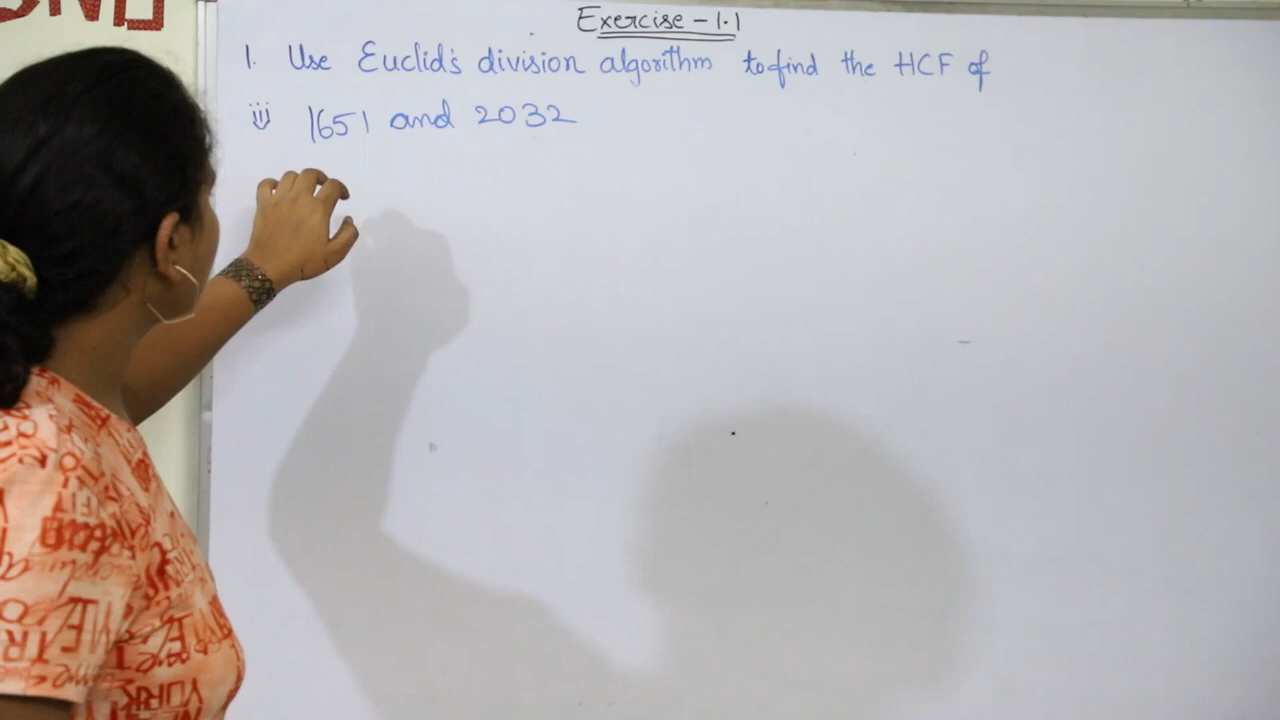 Exercise - 1.1
1. Use Euclid's division algorithm to find the HCF of
iii) 1651 and 2032